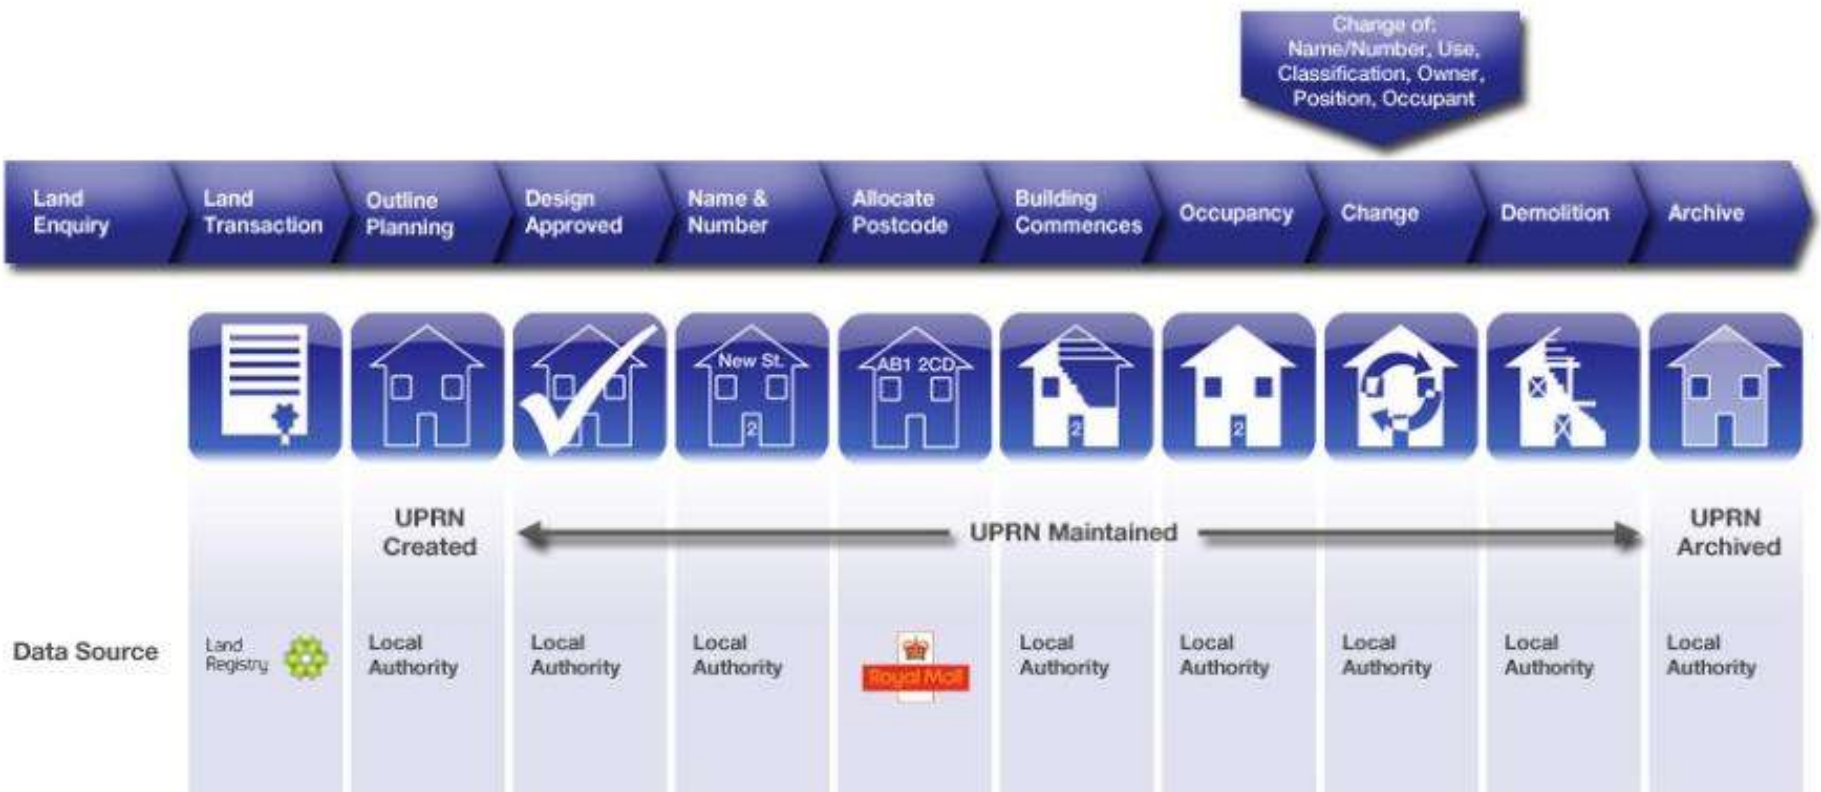 Change of:
Name/Number, Use,
Classification, Owner,
Position, Occupant
Land
Enquiry
Land
Transaction
Outline
Planning
Design
Approved
Name &
Number
Allocate
Postcode
Building
Commences
Occupancy
Change
Demolition
Archive
New St.
2
AB1 2CD
2
2
UPRN
Created
UPRN Maintained
UPRN
Archived
Data Source
Land
Registry
Local
Authority
Local
Authority
Local
Authority
Royal Mail
Local
Authority
Local
Authority
Local
Authority
Local
Authority
Local
Authority